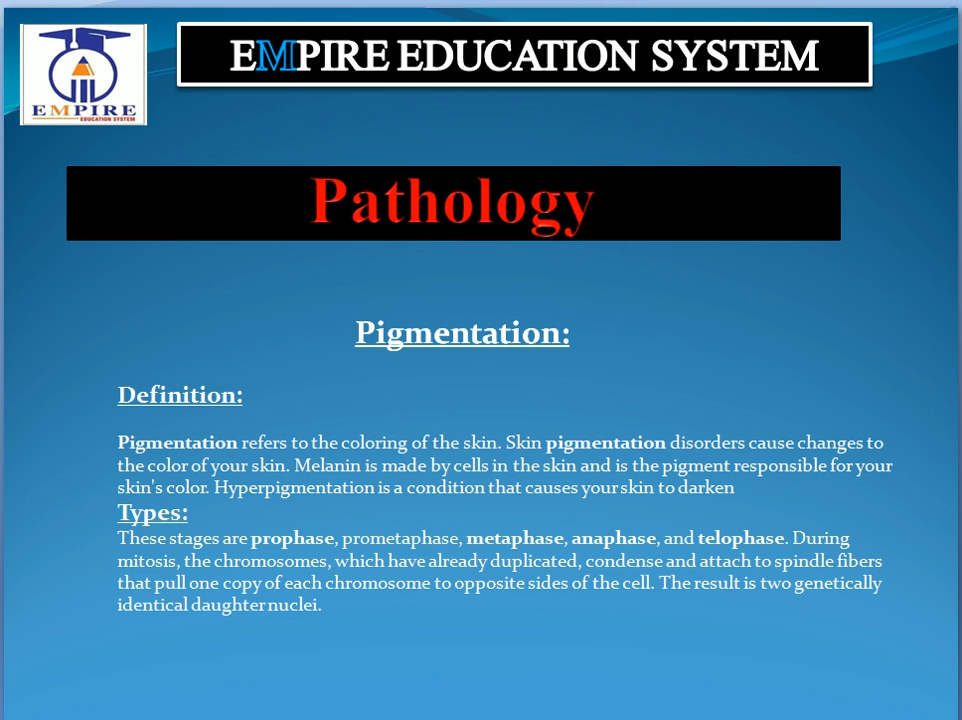 EMPIRE EDUCATION SYSTEM
EMPIRE
EDUCATION SYSTEM
Pathology
Pigmentation:
Definition:
Pigmentation refers to the coloring of the skin. Skin pigmentation disorders cause changes to
the color of your skin. Melanin is made by cells in the skin and is the pigment responsible for your
skin's color. Hyperpigmentation is a condition that causes your skin to darken
Types:
These stages are prophase, prometaphase, metaphase, anaphase, and telophase. During
mitosis, the chromosomes, which have already duplicated, condense and attach to spindle fibers
that pull one copy of each chromosome to opposite sides of the cell. The result is two genetically
identical daughter nuclei.